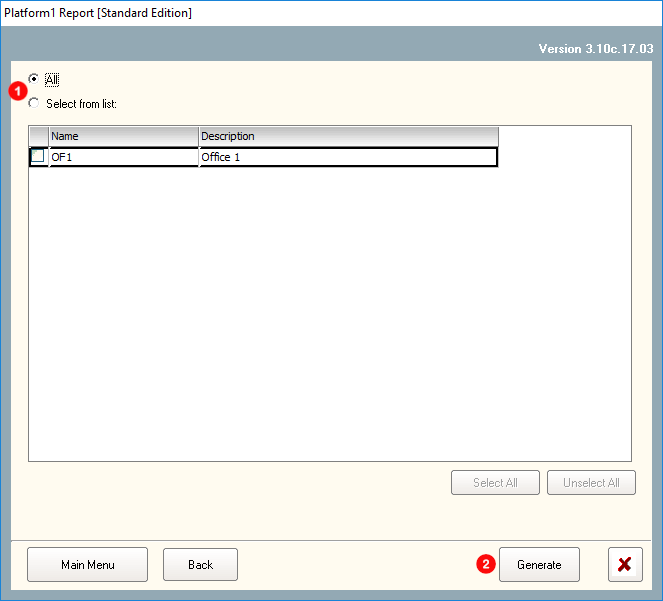 Platform1 Report [Standard Edition]
Version 3.10c.17.03
All
1
Select from list:
Name Description
OF1 Office 1
Select All Unselect All
Main Menu Back 2 Generate X